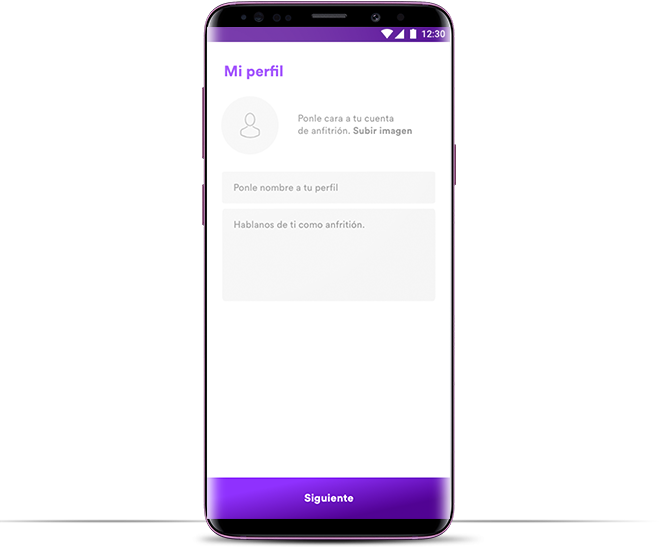 12:30
Mi perfil
Ponle cara a tu cuenta
de anfitrión. Subir imagen
Ponle nombre a tu perfil
Hablanos de ti como anfritión.
Siguiente